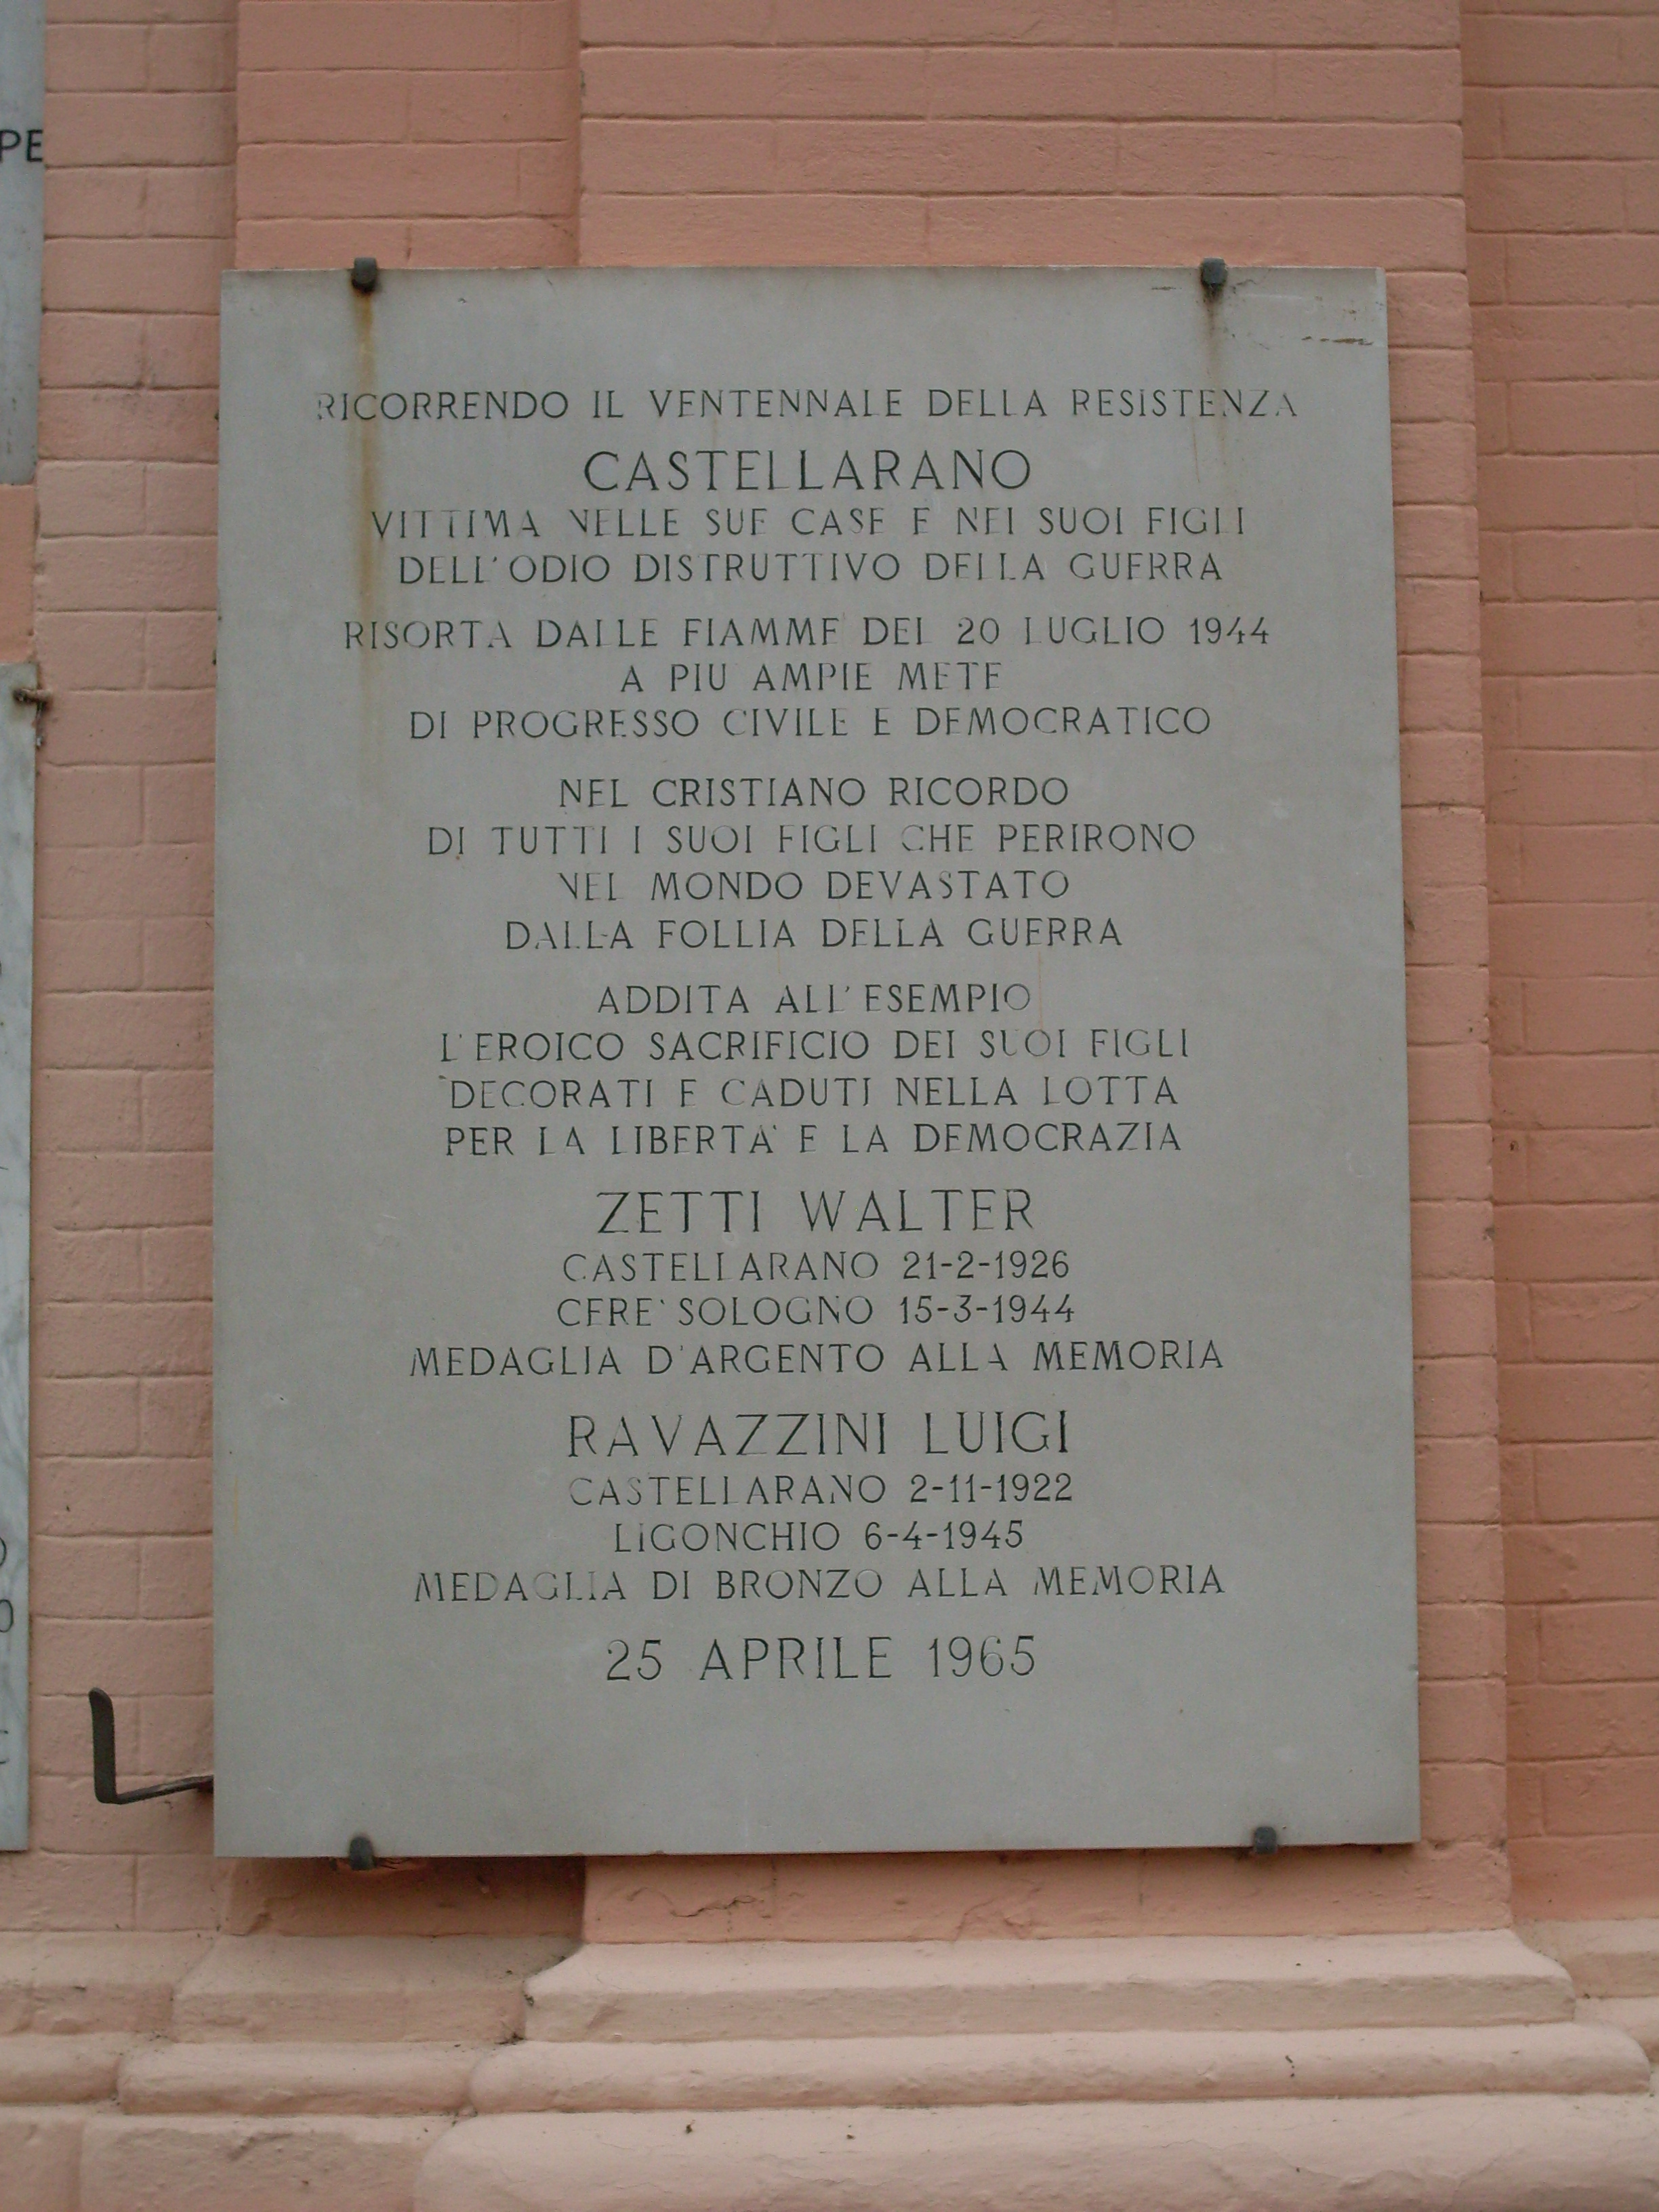 RICORRENDO IL VENTENNALE DELLA RESISTENZA
CASTELLARANO
VITTIMA NELLE SUE CASE E NEI SUOI FIGLI
DELL'ODIO DISTRUTTIVO DELLA GUERRA
RISORTA DALLE FIAMME DEL 20 LUGLIO 1944
A PIU AMPIE METE
DI PROGRESSO CIVILE E DEMOCRATICO
NEL CRISTIANO RICORDO
DI TUTTI I SUOI FIGLI CHE PERIRONO
NEL MONDO DEVASTATO
DALLA FOLLIA DELLA GUERRA
ADDITA ALL'ESEMPIO
L'EROICO SACRIFICIO DEI SUOI FIGLI
DECORATI E CADUTI NELLA LOTTA
PER LA LIBERTA' E LA DEMOCRAZIA
ZETTI WALTER
CASTELLARANO 21-2-1926
CERE' SOLOGNO 15-3-1944
MEDAGLIA D'ARGENTO ALLA MEMORIA
RAVAZZINI LUIGI
CASTELLARANO 2-11-1922
LIGONCHIO 6-4-1945
MEDAGLIA DI BRONZO ALLA MEMORIA
25 APRILE 1965